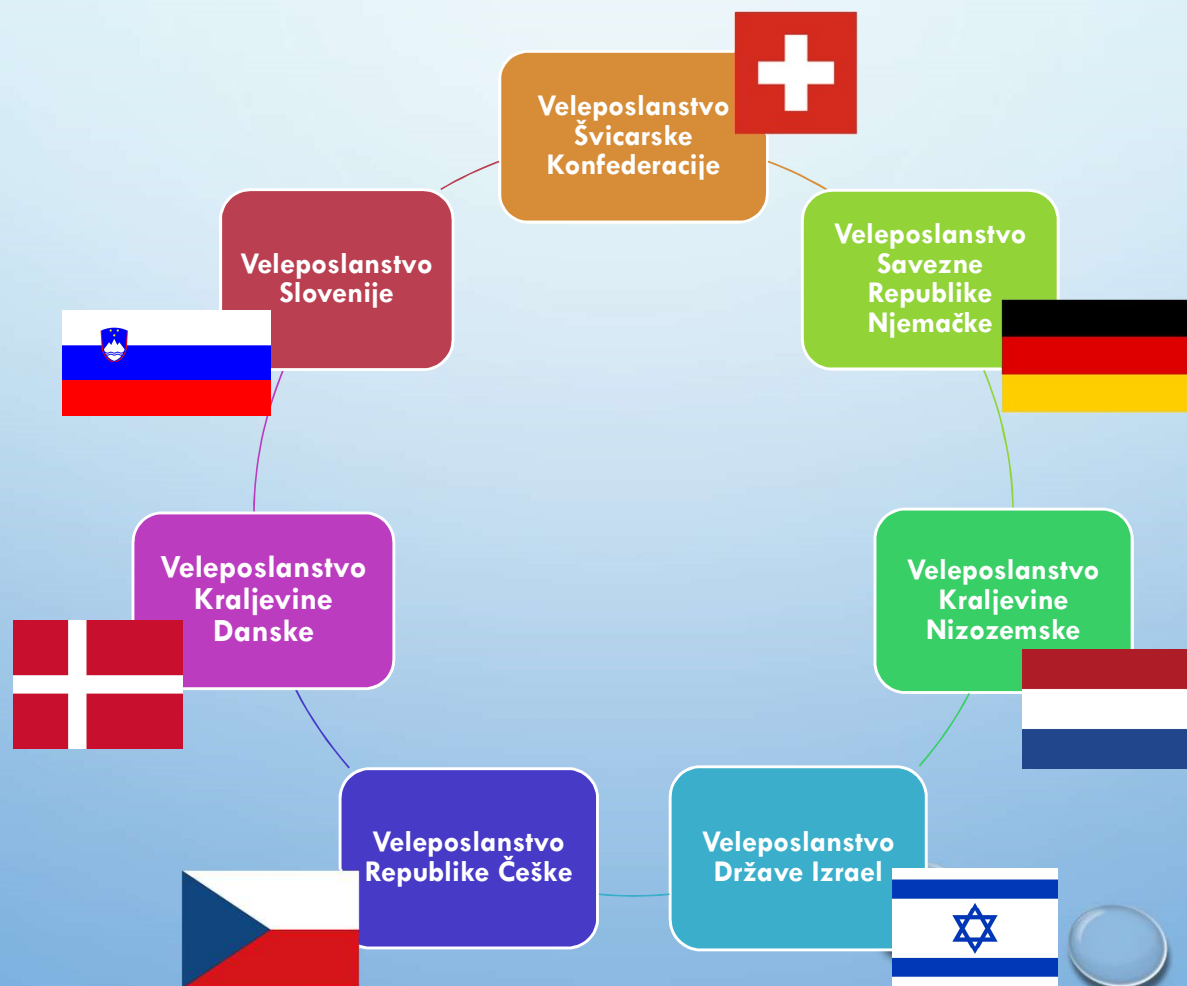 Veleposlanstvo
Švicarske
Konfederacije
Veleposlanstvo
Savezne
Republike
Njemačke
Veleposlanstvo
Kraljevine
Nizozemske
Veleposlanstvo
Države Izrael
Veleposlanstvo
Republike Češke
Veleposlanstvo
Kraljevine
Danske
Veleposlanstvo
Slovenije